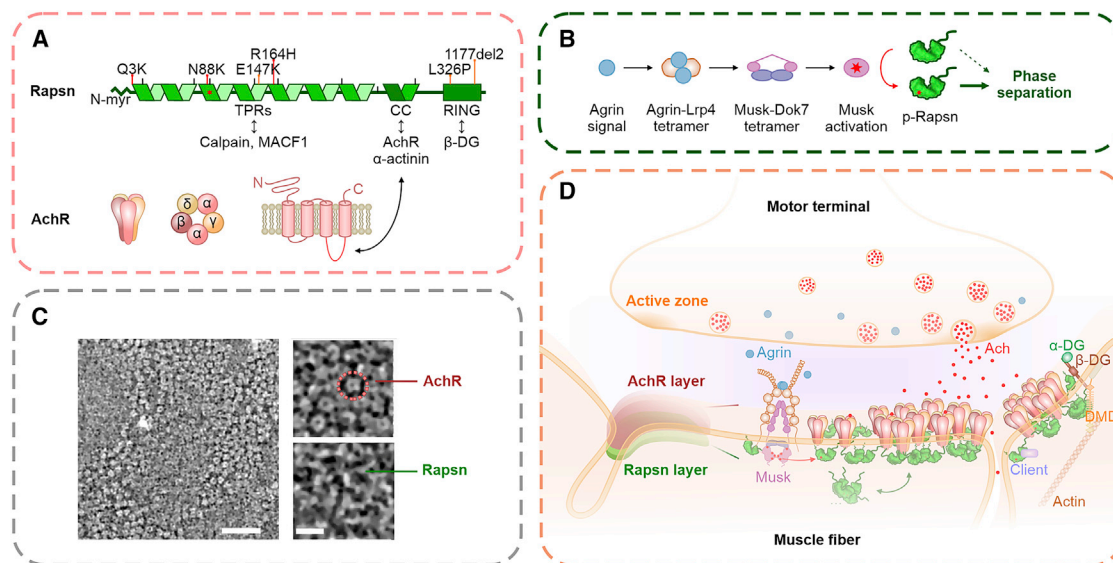 A
R164H
1177del2
Q3K
N88K
E147K
L326P
Rapsn
N-myr
TPRs
CC
RING
Calpain, MACF1
AchR
α-actinin
β-DG
N
C
AchR
δ
α
β
γ
α
B
Agrin
signal
Agrin-Lrp4
tetramer
Musk-Dok7
tetramer
Musk
activation
p-Rapsn
Phase
separation
C
AchR
Rapsn
D
Motor terminal
Active zone
Agrin
Ach
α-DG
β-DG
AchR layer
DMD
Rapsn layer
Musk
Client
Actin
Muscle fiber